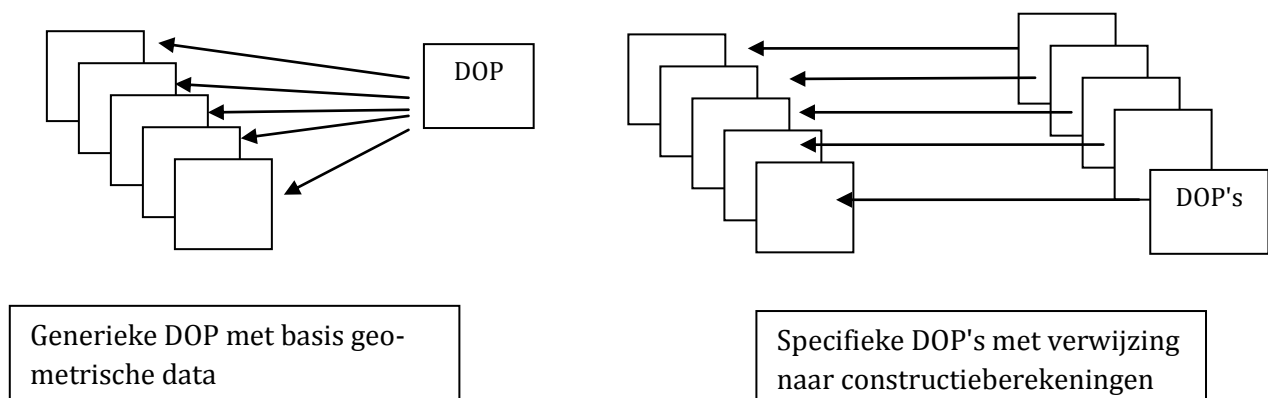 DOP
DOP's
Generieke DOP met basis geo-
metrische data
Specifieke DOP's met verwijzing
naar constructieberekeningen